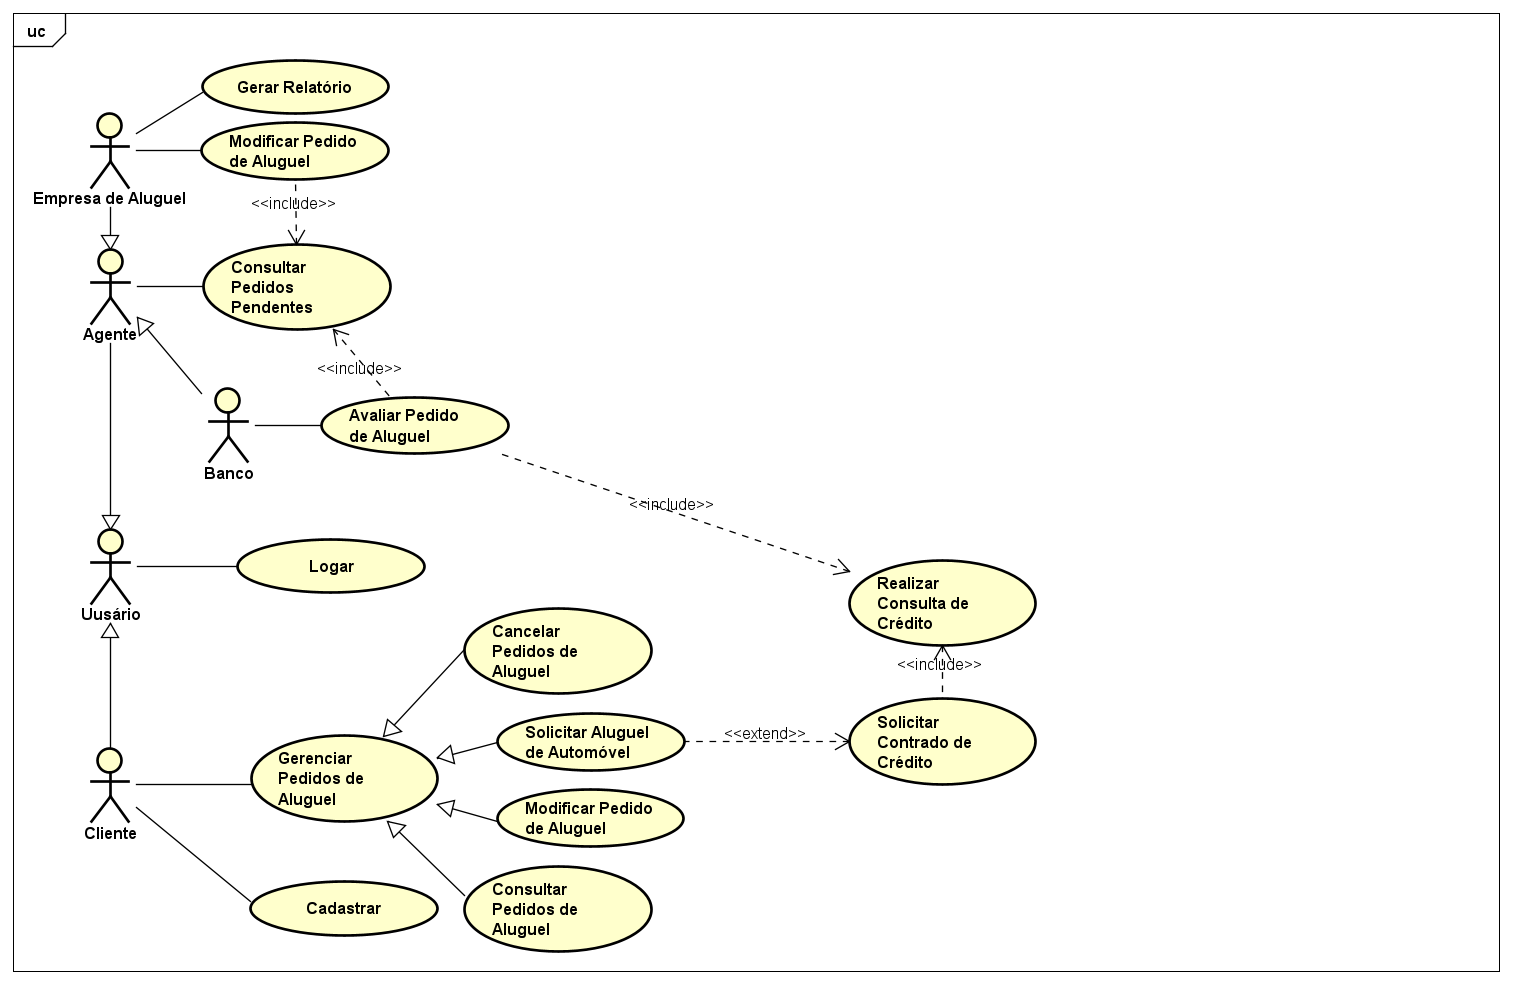 uc
Gerar Relatório
Modificar Pedido
de Aluguel
Empresa de Aluguel
<<include>>
Consultar
Pedidos
Pendentes
Agente
<<include>>
Avaliar Pedido
de Aluguel
Banco
<<include>>
Logar
Uusário
Realizar
Consulta de
Crédito
<<include>>
Cancelar
Pedidos de
Aluguel
Solicitar Aluguel
de Automóvel
<<extend>>
Solicitar
Contrado de
Crédito
Gerenciar
Pedidos de
Aluguel
Modificar Pedido
de Aluguel
Cliente
Consultar
Pedidos de
Aluguel
Cadastrar